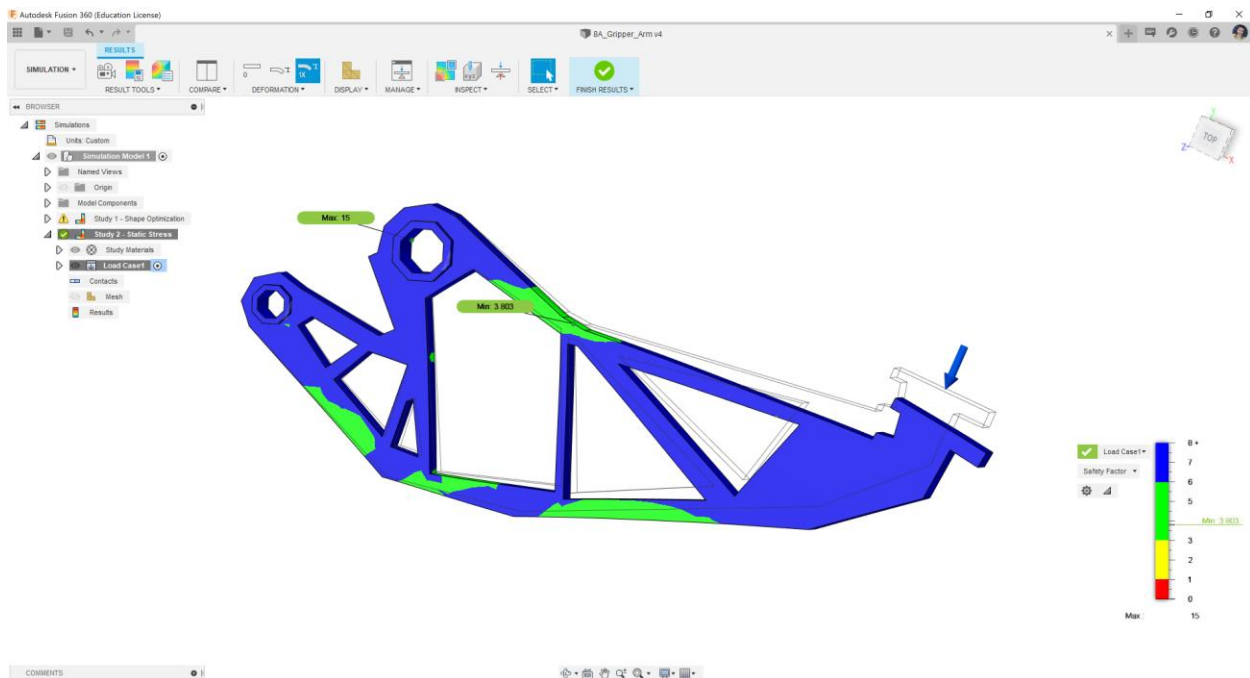 Autodesk Fusion 360 (Education License)
BA_Gripper_Arm v4
RESULTS
SIMULATION
RESULT TOOLS
COMPARE
DEFORMATION
DISPLAY
MANAGE
INSPECT
SELECT
FINISH RESULTS
BROWSER
Simulations
Units: Custom
Simulation Model 1
Named Views
Origin
Model Components
Study 1 - Shape Optimization
Study 2 - Static Stress
Study Materials
Load Case1
Contacts
Mesh
Results
Max: 15
Min: 3.803
TOP
Z
X
Y
Load Case1
Safety Factor
8 +
7
6
5
Min: 3.803
3
2
1
0
Max 15
COMMENTS